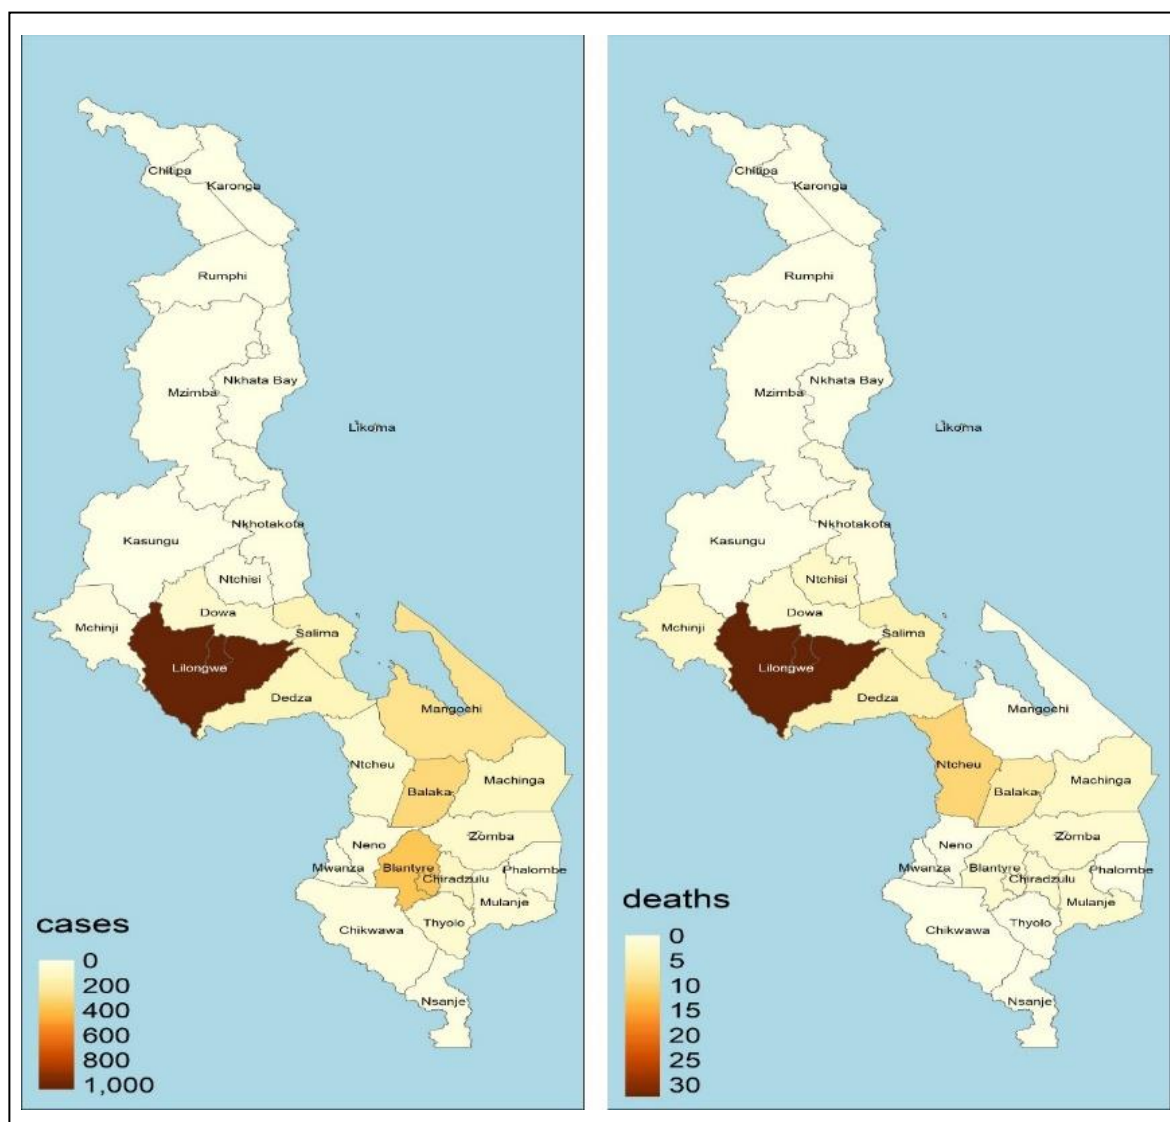 Chitipa
Karonga
Rumphi
Mzimba
Nkhata Bay
Likoma
Kasungu
Nkhotakota
Ntchisi
Dowa
Mchinji
Salima
Lilongwe
Dedza
Mangochi
Ntcheu
Machinga
Balaka
Zomba
Neno
Mwanza
Blantyre
Phalombe
Chiradzulu
Mulanje
Thyolo
Chikwawa
Nsanje
cases
0
200
400
600
800
1,000
Chitipa
Karonga
Rumphi
Mzimba
Nkhata Bay
Likoma
Kasungu
Nkhotakota
Ntchisi
Dowa
Mchinji
Salima
Lilongwe
Dedza
Mangochi
Ntcheu
Machinga
Balaka
Zomba
Neno
Mwanza
Blantyre
Phalombe
Chiradzulu
Mulanje
Thyolo
Chikwawa
Nsanje
deaths
0
5
10
15
20
25
30